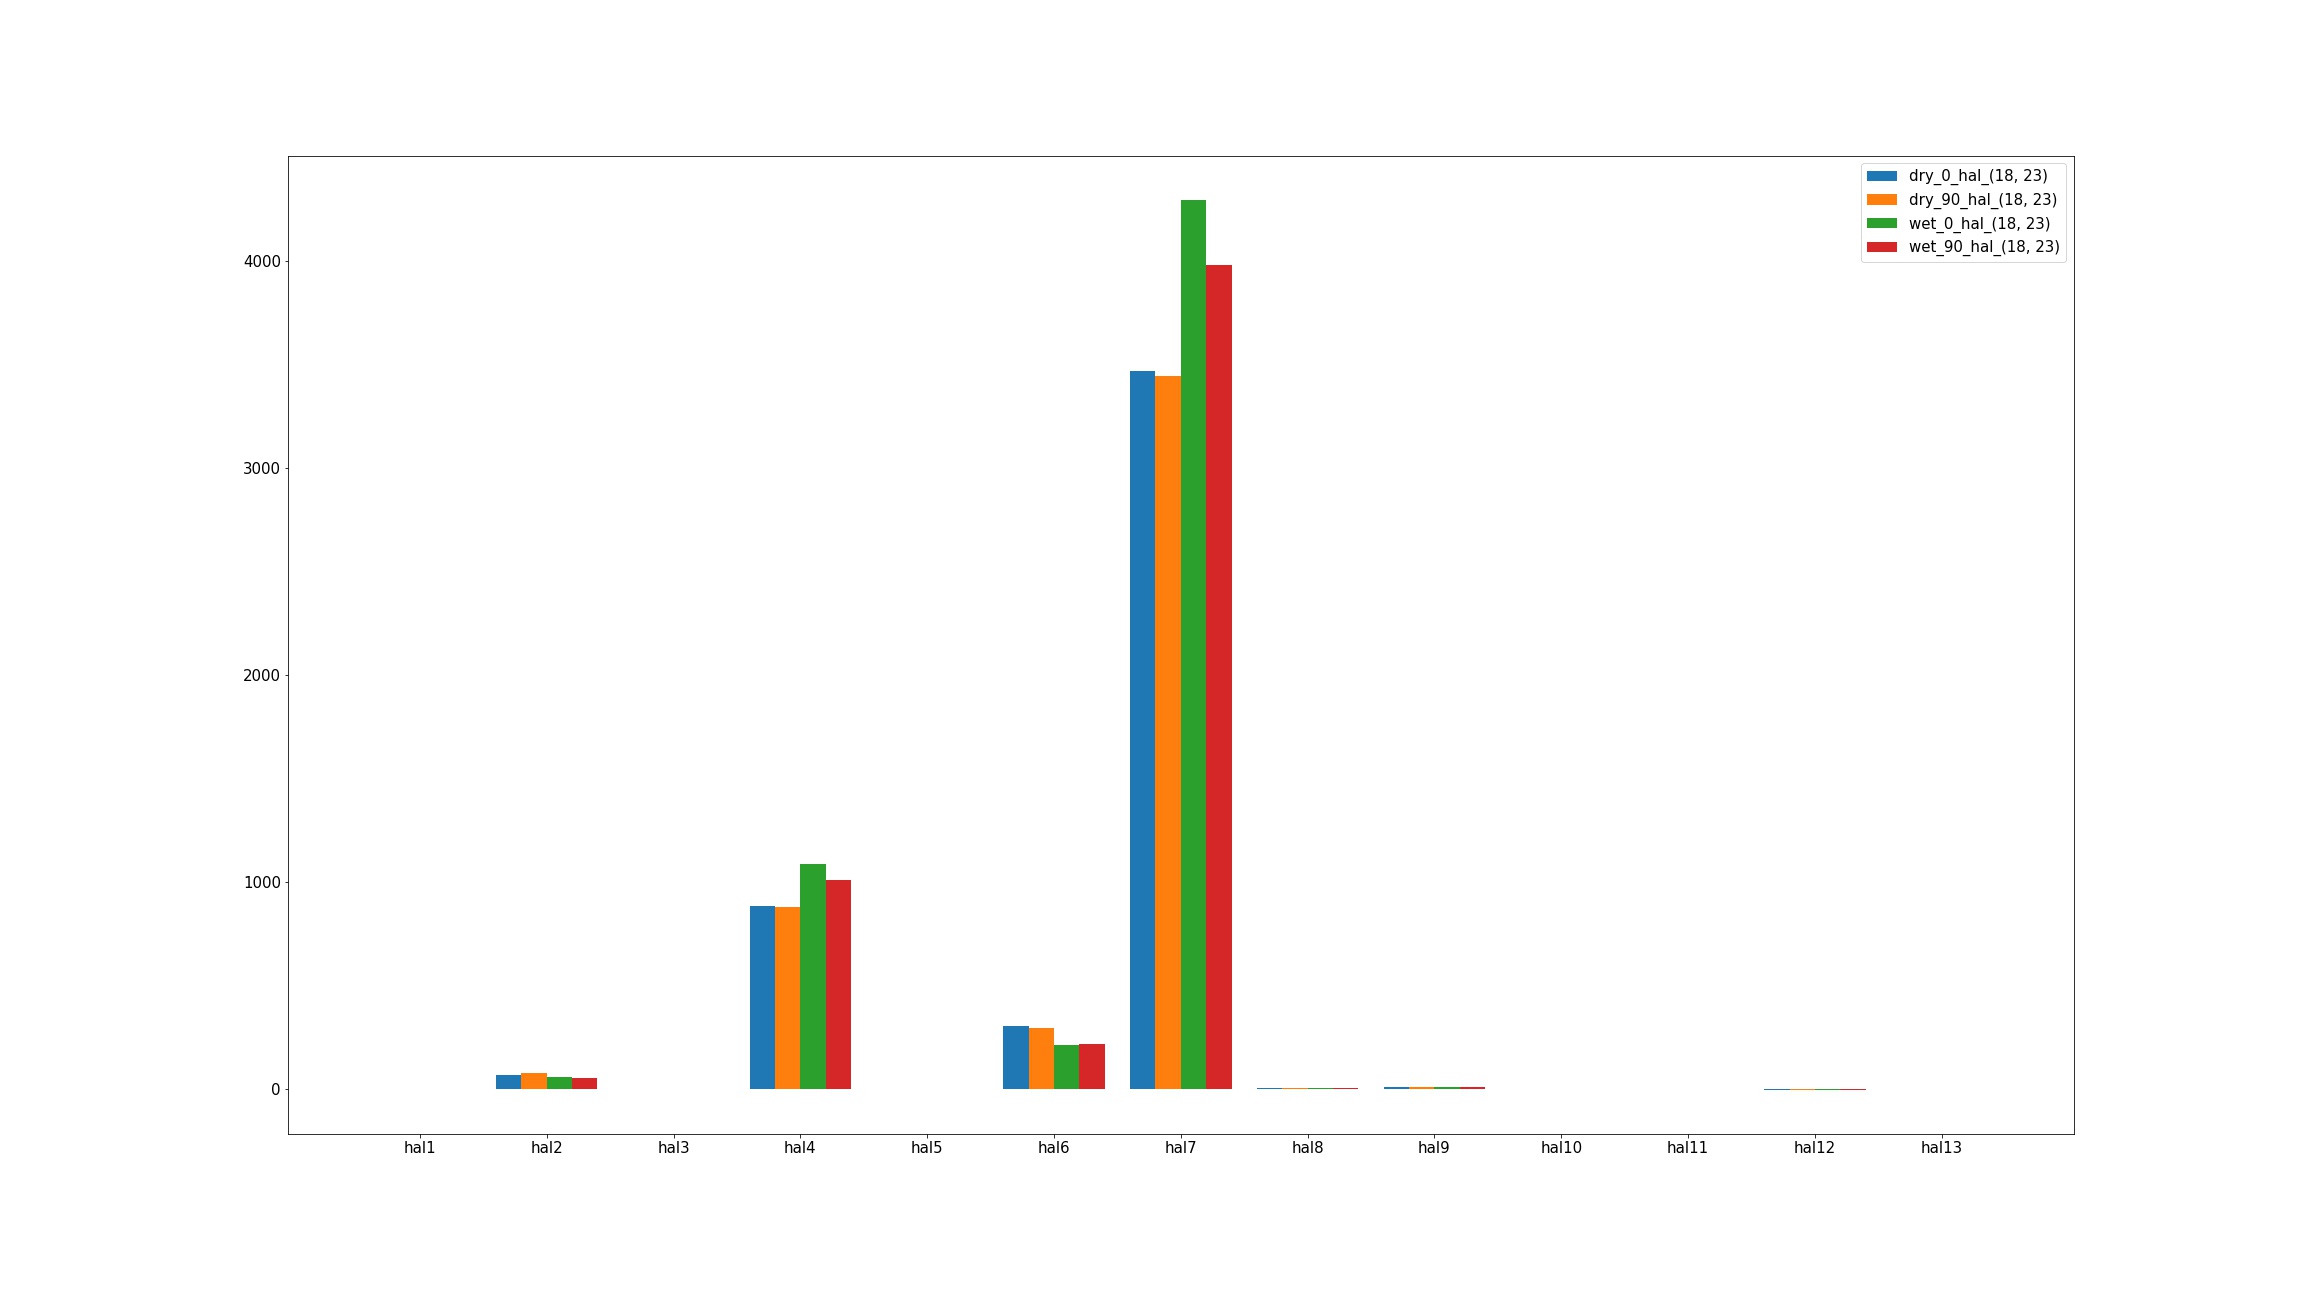 dry_0_hal_(18, 23)
dry_90_hal_(18, 23)
wet_0_hal_(18, 23)
wet_90_hal_(18, 23)
4000
3000
2000
1000
0
hal1 hal2 hal3 hal4 hal5 hal6 hal7 hal8 hal9 hal10 hal11 hal12 hal13